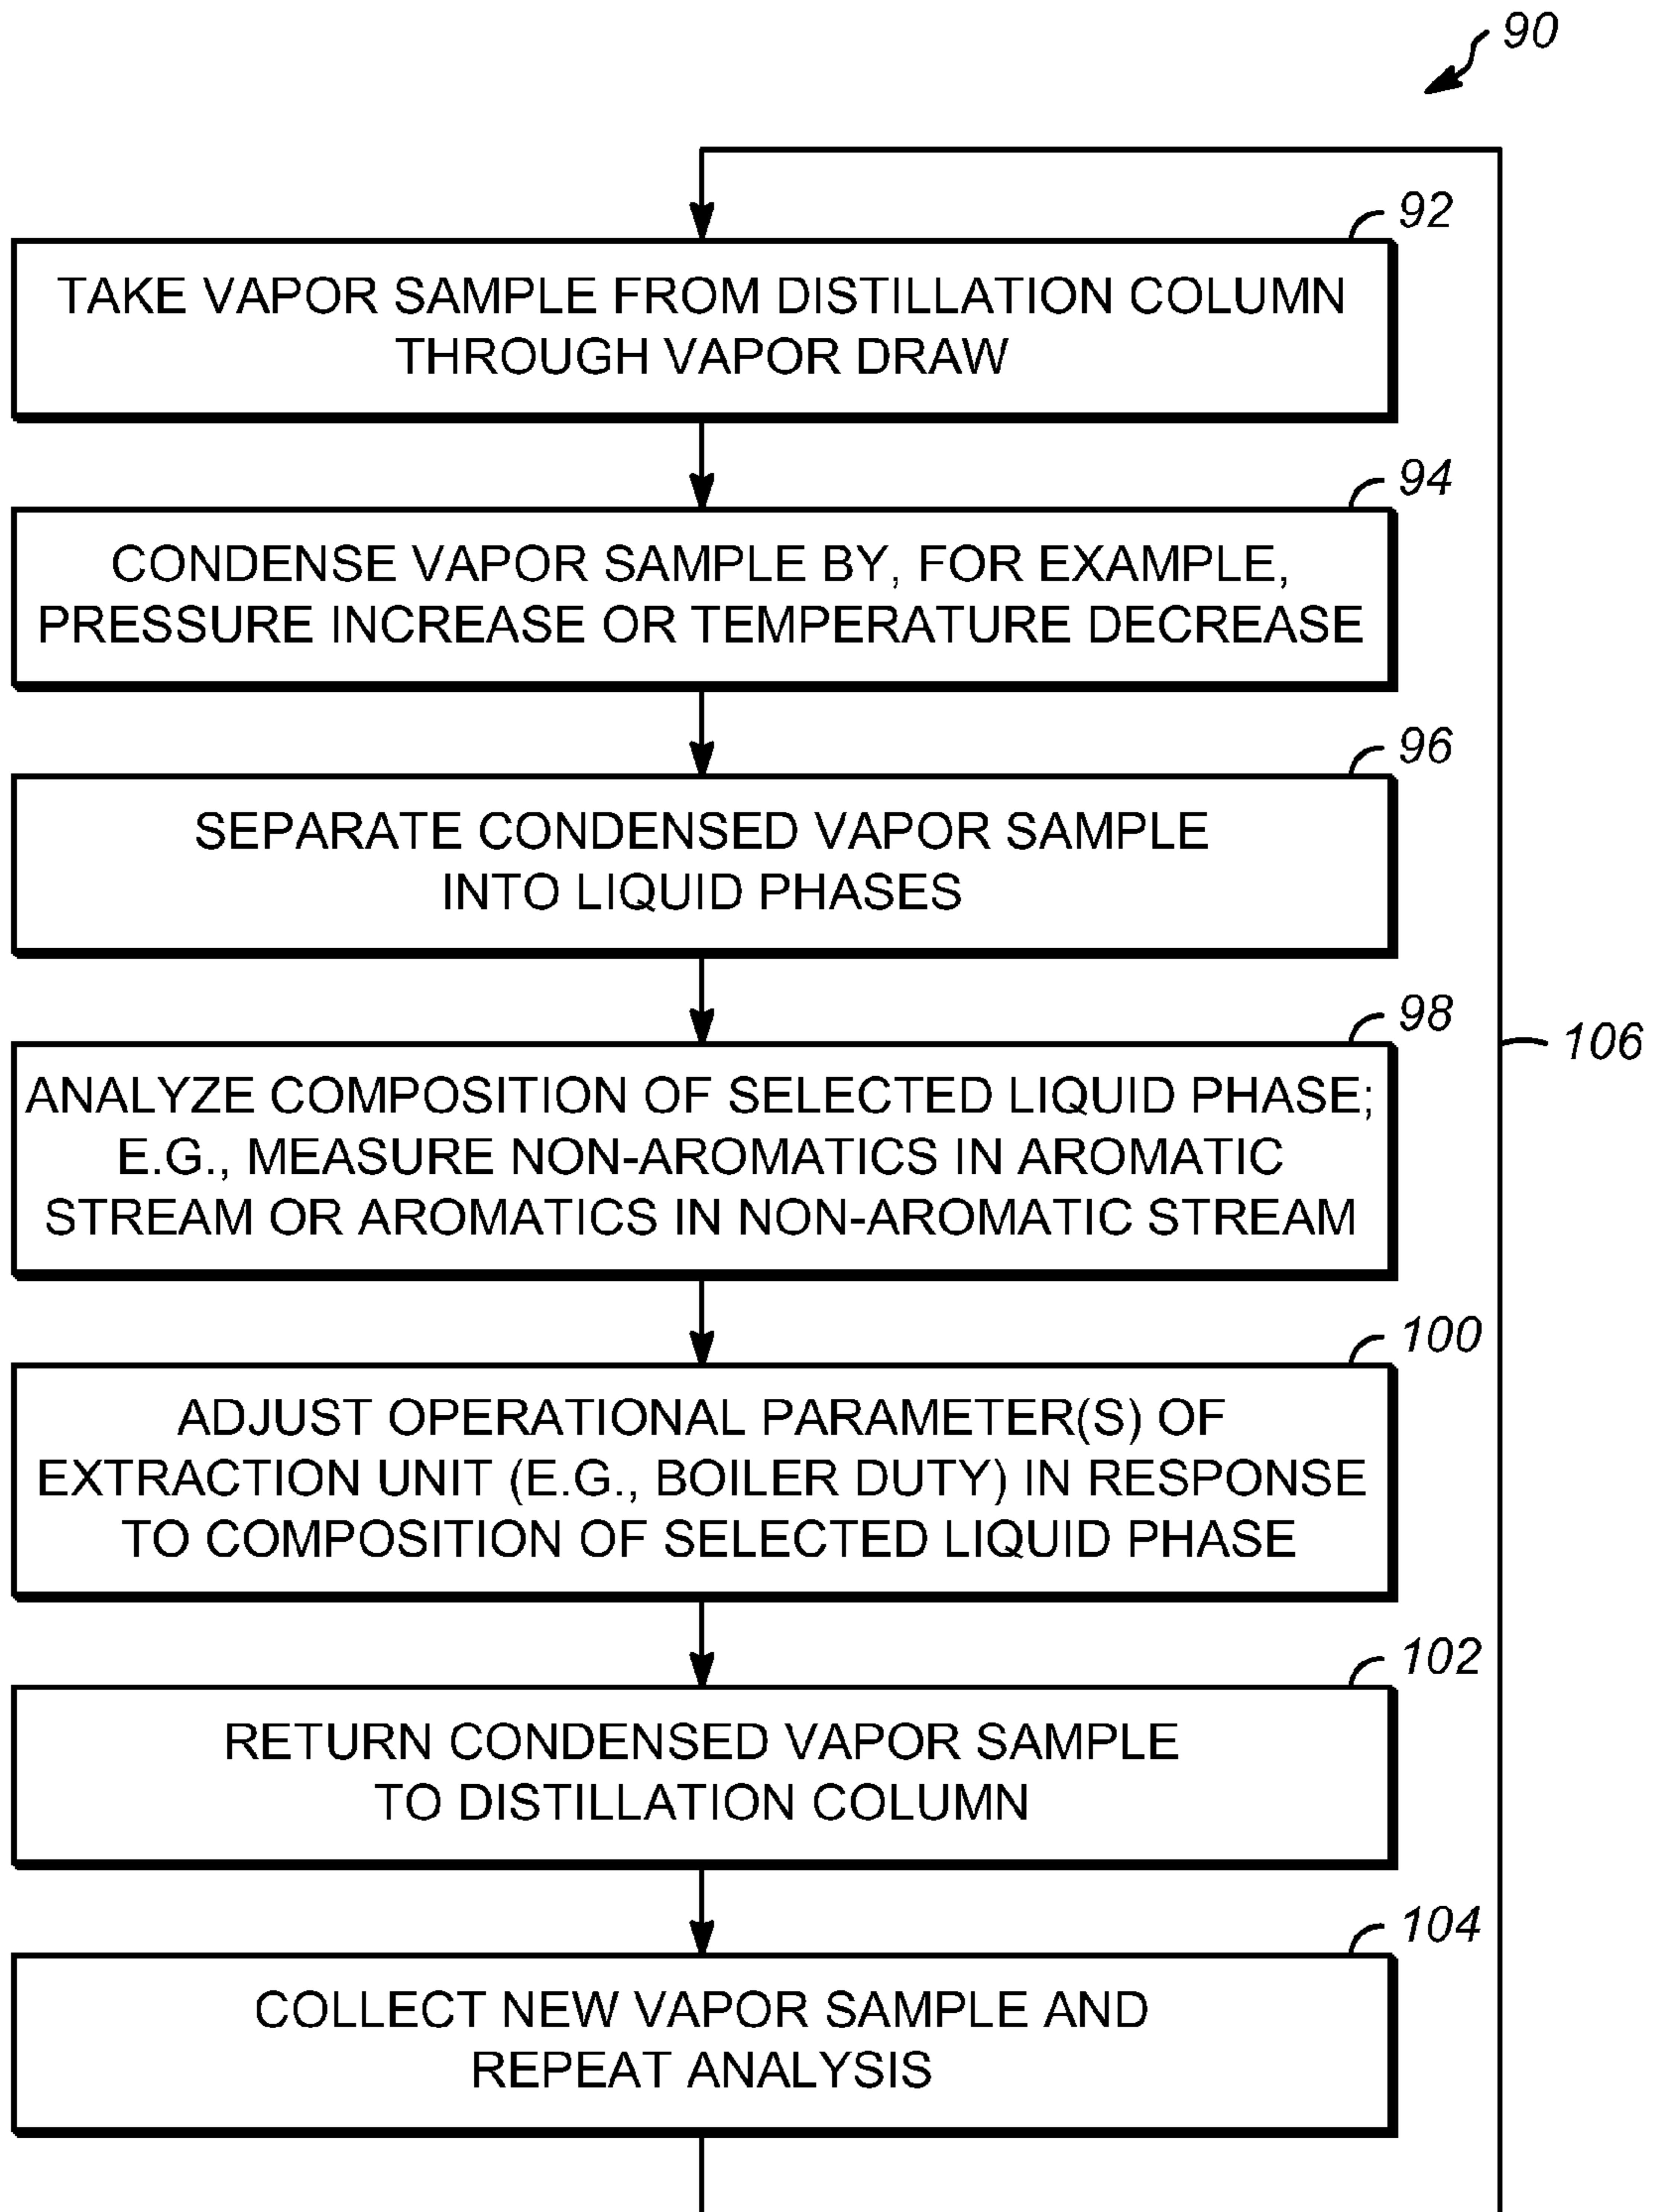 90
92
TAKE VAPOR SAMPLE FROM DISTILLATION COLUMN
THROUGH VAPOR DRAW
94
CONDENSE VAPOR SAMPLE BY, FOR EXAMPLE,
PRESSURE INCREASE OR TEMPERATURE DECREASE
96
SEPARATE CONDENSED VAPOR SAMPLE
INTO LIQUID PHASES
98
106
ANALYZE COMPOSITION OF SELECTED LIQUID PHASE;
E.G., MEASURE NON-AROMATICS IN AROMATIC
STREAM OR AROMATICS IN NON-AROMATIC STREAM
100
ADJUST OPERATIONAL PARAMETER(S) OF
EXTRACTION UNIT (E.G., BOILER DUTY) IN RESPONSE
TO COMPOSITION OF SELECTED LIQUID PHASE
102
RETURN CONDENSED VAPOR SAMPLE
TO DISTILLATION COLUMN
104
COLLECT NEW VAPOR SAMPLE AND
REPEAT ANALYSIS